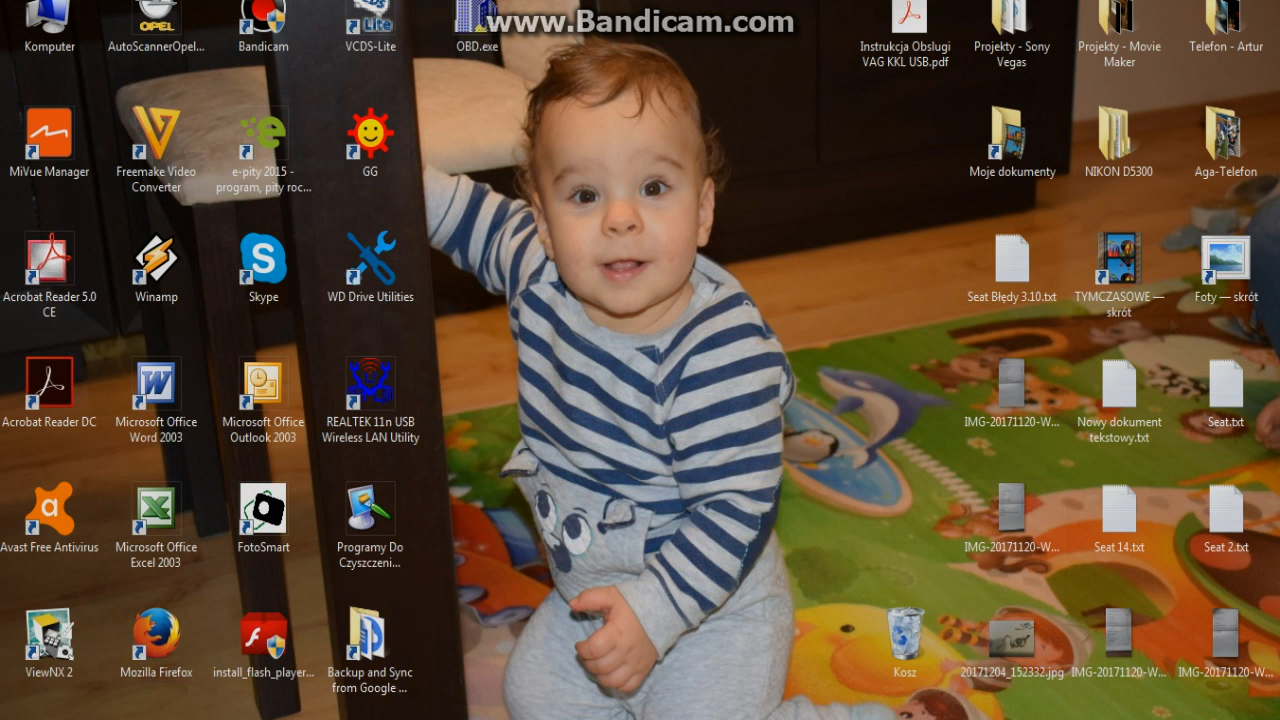 www.Bandicam.com
Komputer
AutoScannerOpel...
Bandicam
VCDS-Lite
OBD.exe
Instrukcja Obslugi
VAG KKL USB.pdf
Projekty - Sony
Vegas
Projekty - Movie
Maker
Telefon - Artur
MiVue Manager
Freemake Video
Converter
e-pity 2015 -
program, pity roc...
GG
Moje dokumenty
NIKON D5300
Aga-Telefon
Acrobat Reader 5.0
CE
Winamp
Skype
WD Drive Utilities
Seat Błędy 3.10.txt
TYMCZASOWE —
skrót
Foty — skrót
Acrobat Reader DC
Microsoft Office
Word 2003
Microsoft Office
Outlook 2003
REALTEK 11n USB
Wireless LAN Utility
IMG-20171120-W...
Nowy dokument
tekstowy.txt
Seat.txt
Avast Free Antivirus
Microsoft Office
Excel 2003
FotoSmart
Programy Do
Czyszczeni...
IMG-20171120-W...
Seat 14.txt
Seat 2.txt
ViewNX 2
Mozilla Firefox
install_flash_player...
Backup and Sync
from Google ...
Kosz
20171204_152332.jpg
IMG-20171120-W...
IMG-20171120-W...